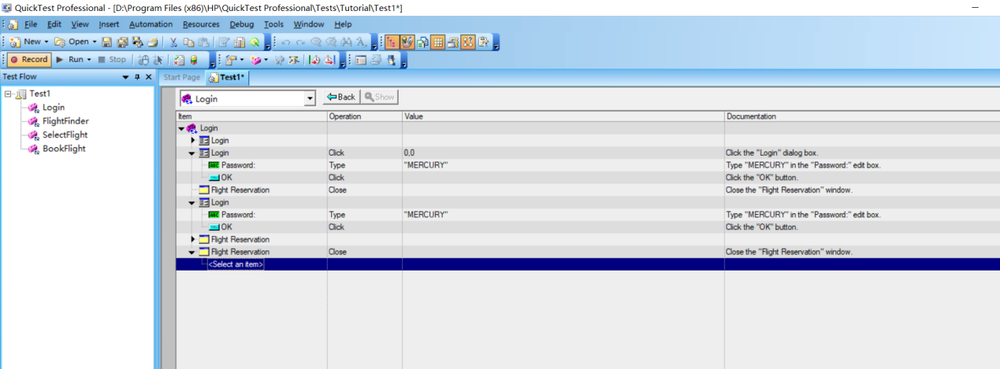 QuickTest Professional - [D:\Program Files (x86)\HP\QuickTest Professional\Tests\Tutorial\Test1*]
File Edit View Insert Automation Resources Debug Tools Window Help
New Open
Record Run Stop
Test Flow
Start Page Test1*
Test1
Login
FlightFinder
SelectFlight
BookFlight
Login Back Show
Item Operation Value Documentation
Login
Login
Login Click 0,0 Click the "Login" dialog box.
Password: Type "MERCURY" Type "MERCURY" in the "Password:" edit box.
OK Click Click the "OK" button.
Flight Reservation Close Close the "Flight Reservation" window.
Login
Password: Type "MERCURY" Type "MERCURY" in the "Password:" edit box.
OK Click Click the "OK" button.
Flight Reservation
Flight Reservation Close Close the "Flight Reservation" window.
<Select an item>